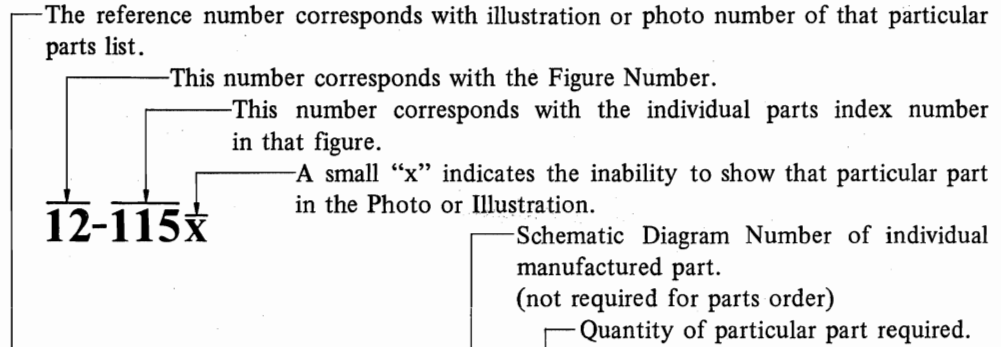 The reference number corresponds with illustration or photo number of that particular
parts list.
This number corresponds with the Figure Number.
This number corresponds with the individual parts index number
in that figure.
A small “x” indicates the inability to show that particular part
in the Photo or Illustration.
12-115x
Schematic Diagram Number of individual
manufactured part.
(not required for parts order)
Quantity of particular part required.